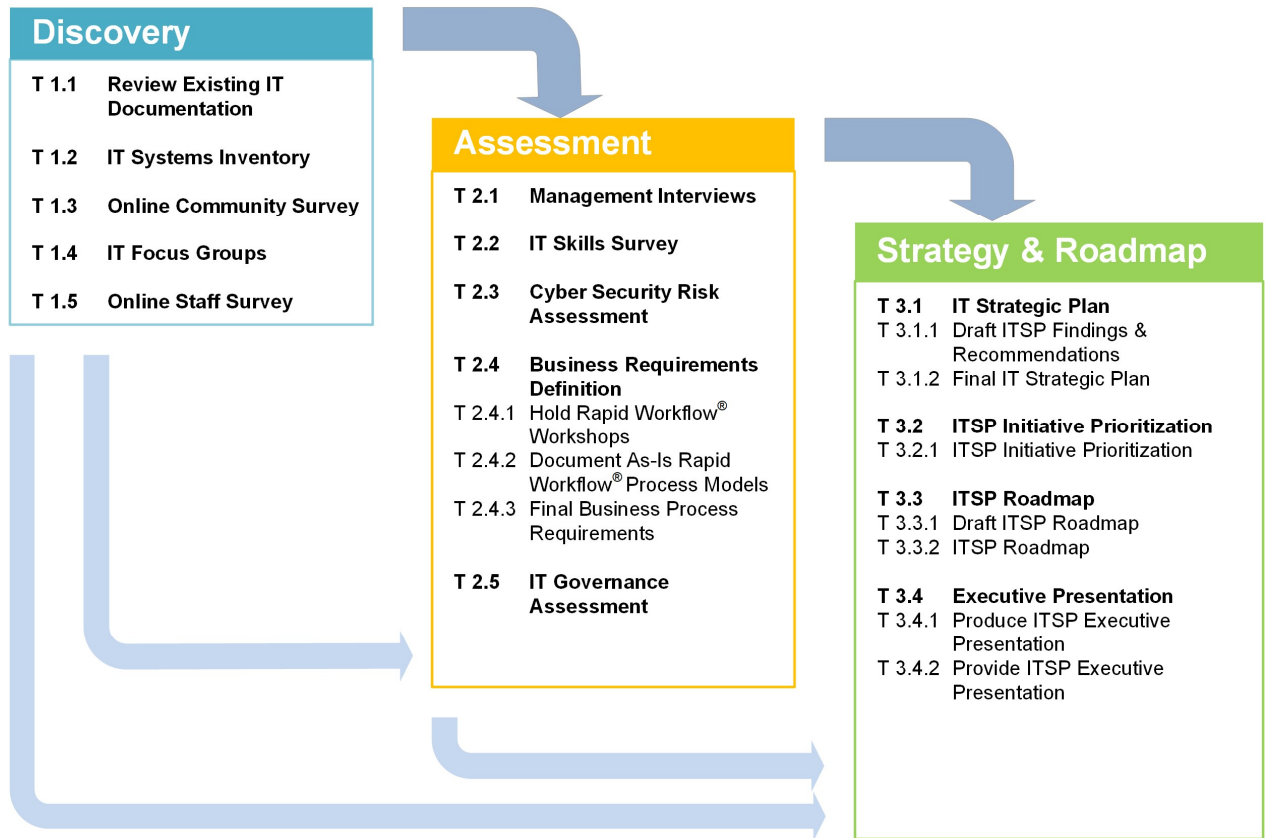 Discovery
T 1.1 Review Existing IT
Documentation
T 1.2 IT Systems Inventory
T 1.3 Online Community Survey
T 1.4 IT Focus Groups
T 1.5 Online Staff Survey
Assessment
T 2.1 Management Interviews
T 2.2 IT Skills Survey
T 2.3 Cyber Security Risk
Assessment
T 2.4 Business Requirements
Definition
T 2.4.1 Hold Rapid Workflow®
Workshops
T 2.4.2 Document As-Is Rapid
Workflow® Process Models
T 2.4.3 Final Business Process
Requirements
T 2.5 IT Governance
Assessment
Strategy & Roadmap
T 3.1 IT Strategic Plan
T 3.1.1 Draft ITSP Findings &
Recommendations
T 3.1.2 Final IT Strategic Plan
T 3.2 ITSP Initiative Prioritization
T 3.2.1 ITSP Initiative Prioritization
T 3.3 ITSP Roadmap
T 3.3.1 Draft ITSP Roadmap
T 3.3.2 ITSP Roadmap
T 3.4 Executive Presentation
T 3.4.1 Produce ITSP Executive
Presentation
T 3.4.2 Provide ITSP Executive
Presentation